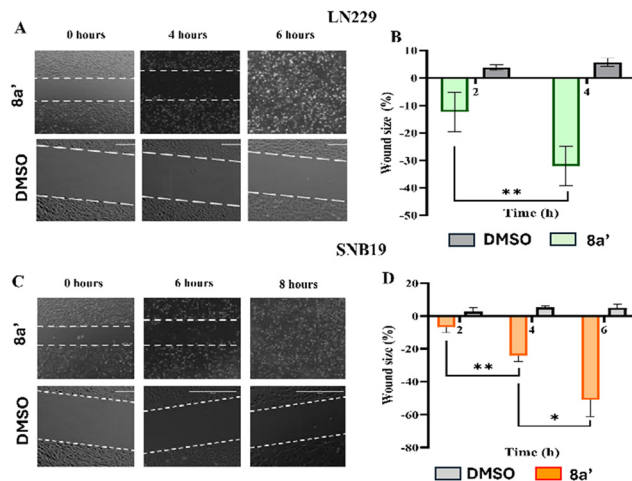 LN229
A
0 hours 4 hours 6 hours
8a’
DMSO
B
Wound size (%)
10
0
-10
-20
-30
-40
-50
2 4
**
Time (h)
DMSO 8a’
SNB19
C
0 hours 6 hours 8 hours
8a’
DMSO
D
Wound size (%)
20
0
-20
-40
-60
-80
2 4 6
**
*
Time (h)
DMSO 8a’